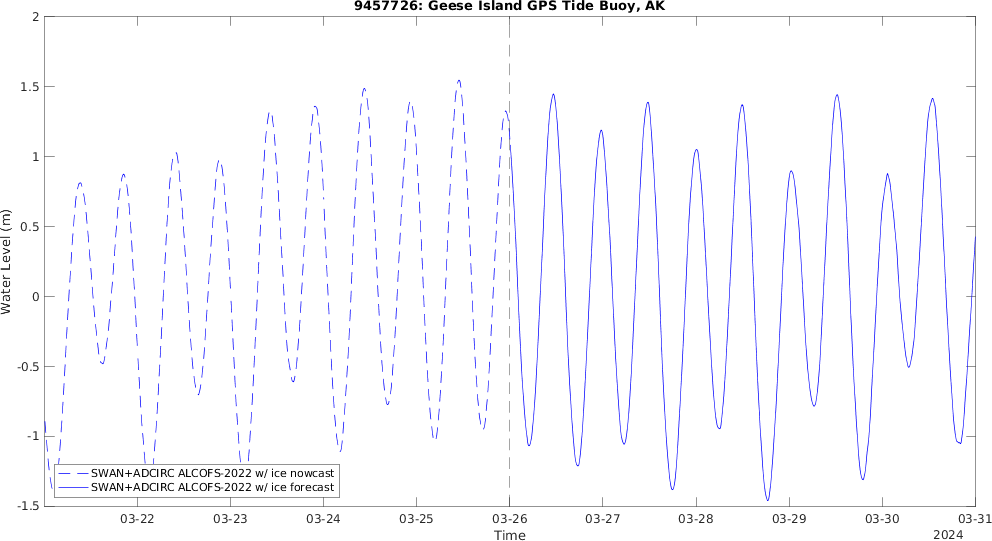 9457726: Geese Island GPS Tide Buoy, AK
2
1.5
1
0.5
0
-0.5
-1
-1.5
Water Level (m)
SWAN+ADCIRC ALCOFS-2022 w/ ice nowcast
SWAN+ADCIRC ALCOFS-2022 w/ ice forecast
03-22 03-23 03-24 03-25 03-26 03-27 03-28 03-29 03-30 03-31
Time
2024